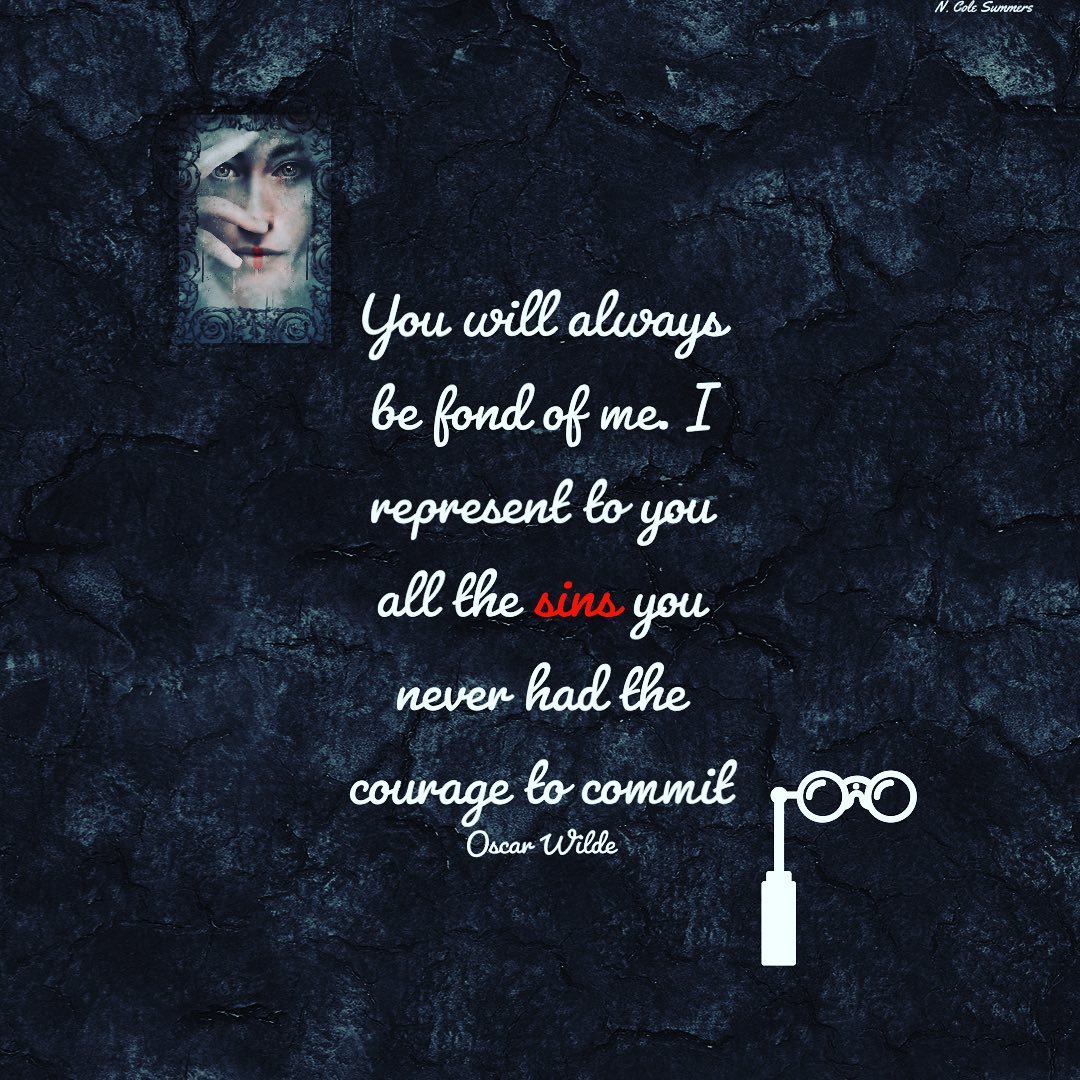 N. Cole Summers
You will always
be fond of me. I
represent to you
all the sins you
never had the
courage to commit
Oscar Wilde